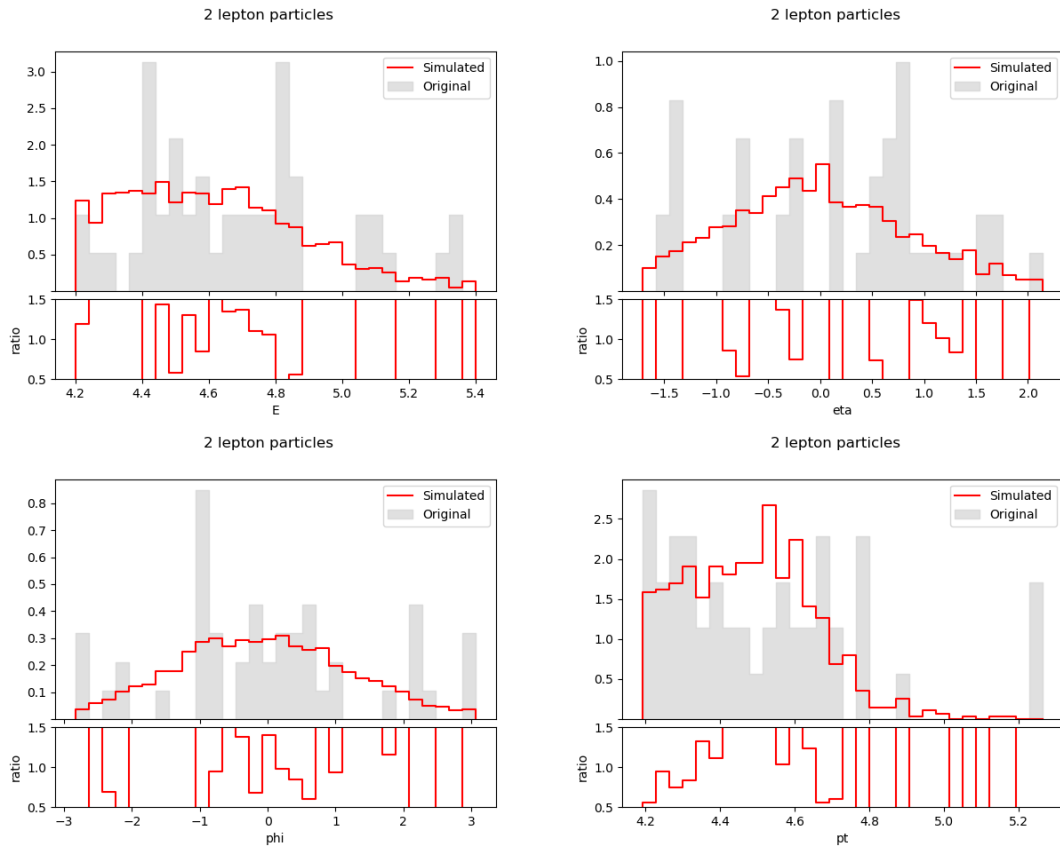 2 lepton particles
3.0
2.5
2.0
1.5
1.0
0.5
Simulated
Original
1.5
1.0
0.5
ratio
4.2 4.4 4.6 4.8 5.0 5.2 5.4
E
2 lepton particles
1.0
0.8
0.6
0.4
0.2
Simulated
Original
1.5
1.0
0.5
ratio
−1.5 −1.0 −0.5 0.0 0.5 1.0 1.5 2.0
eta
2 lepton particles
0.8
0.7
0.6
0.5
0.4
0.3
0.2
0.1
Simulated
Original
1.5
1.0
0.5
ratio
−3 −2 −1 0 1 2 3
phi
2 lepton particles
2.5
2.0
1.5
1.0
0.5
Simulated
Original
1.5
1.0
0.5
ratio
4.2 4.4 4.6 4.8 5.0 5.2
pt